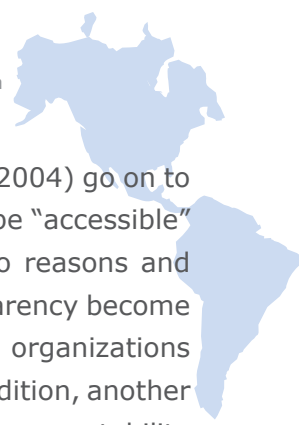 2004) go on to
be “accessible”
o reasons and
arency become
organizations
dition, another